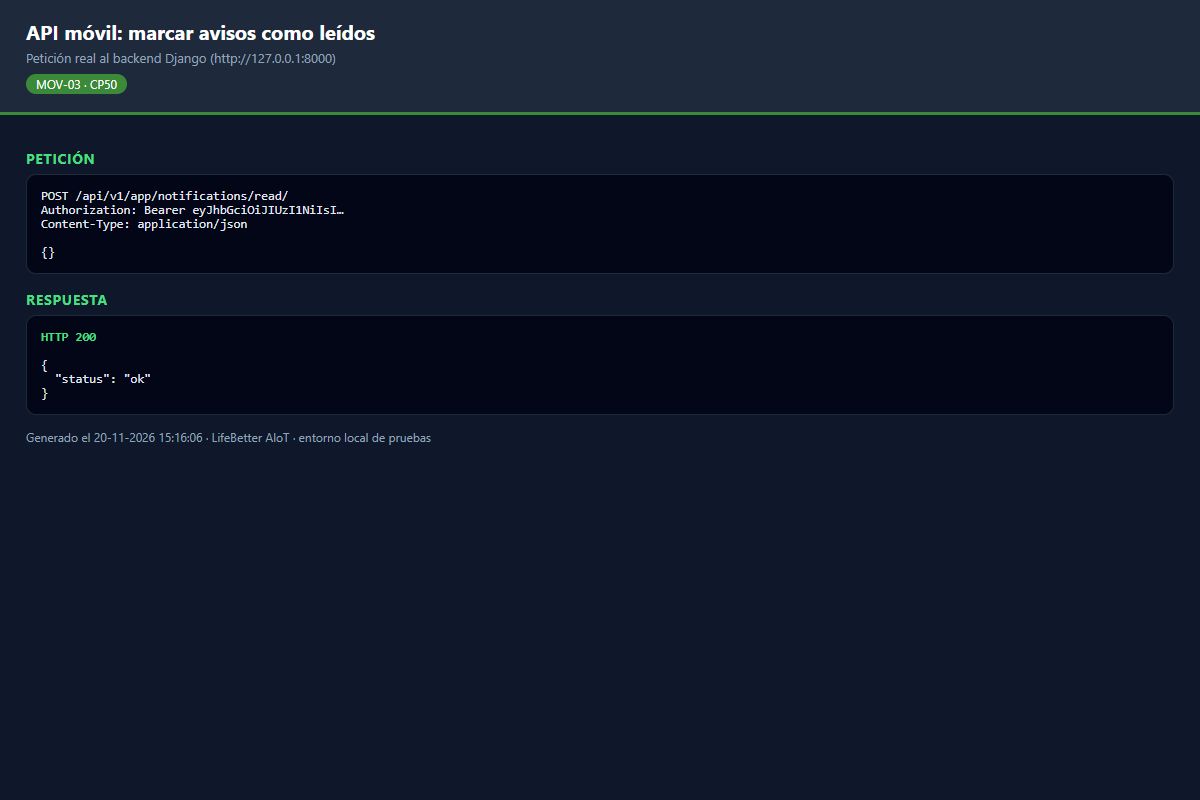 API móvil: marcar avisos como leídos
Petición real al backend Django (http://127.0.0.1:8000)
MOV-03 · CP50
PETICIÓN
POST /api/v1/app/notifications/read/
Authorization: Bearer eyJhbGciOiJIUzI1NiIsI…
Content-Type: application/json
{}
RESPUESTA
HTTP 200
{
"status": "ok"
}
Generado el 20-11-2026 15:16:06 · LifeBetter AIoT · entorno local de pruebas